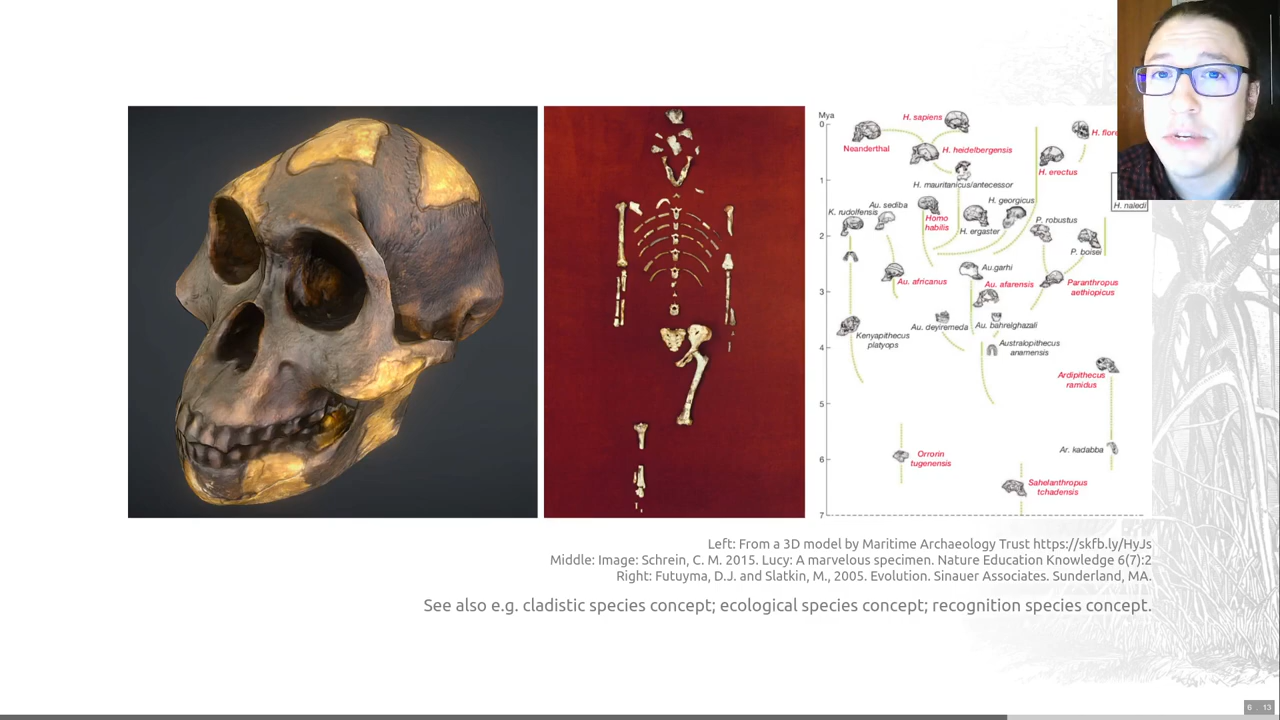 Mya
0
H. sapiens
Neanderthal
H. heidelbergensis
H. flore
H. erectus
1
H. mauritanicus/antecessor
Au. sediba
H. georgicus
H. naledi
K. rudolfensis
Homo
habilis
P. robustus
H. ergaster
2
P. boisei
Au.garhi
Au. africanus
Au. afarensis
Paranthropus
aethiopicus
3
Au. deyiremeda
Au. bahrelghazali
Kenyapithecus
platyops
Australopithecus
anamensis
4
Ardipithecus
ramidus
5
Ar. kadabba
Orrorin
tugenensis
6
Sahelanthropus
tchadensis
7
Left: From a 3D model by Maritime Archaeology Trust https://skfb.ly/HyJs
Middle: Image: Schrein, C. M. 2015. Lucy: A marvelous specimen. Nature Education Knowledge 6(7):2
Right: Futuyma, D.J. and Slatkin, M., 2005. Evolution. Sinauer Associates. Sunderland, MA.
See also e.g. cladistic species concept; ecological species concept; recognition species concept.
6 . 13